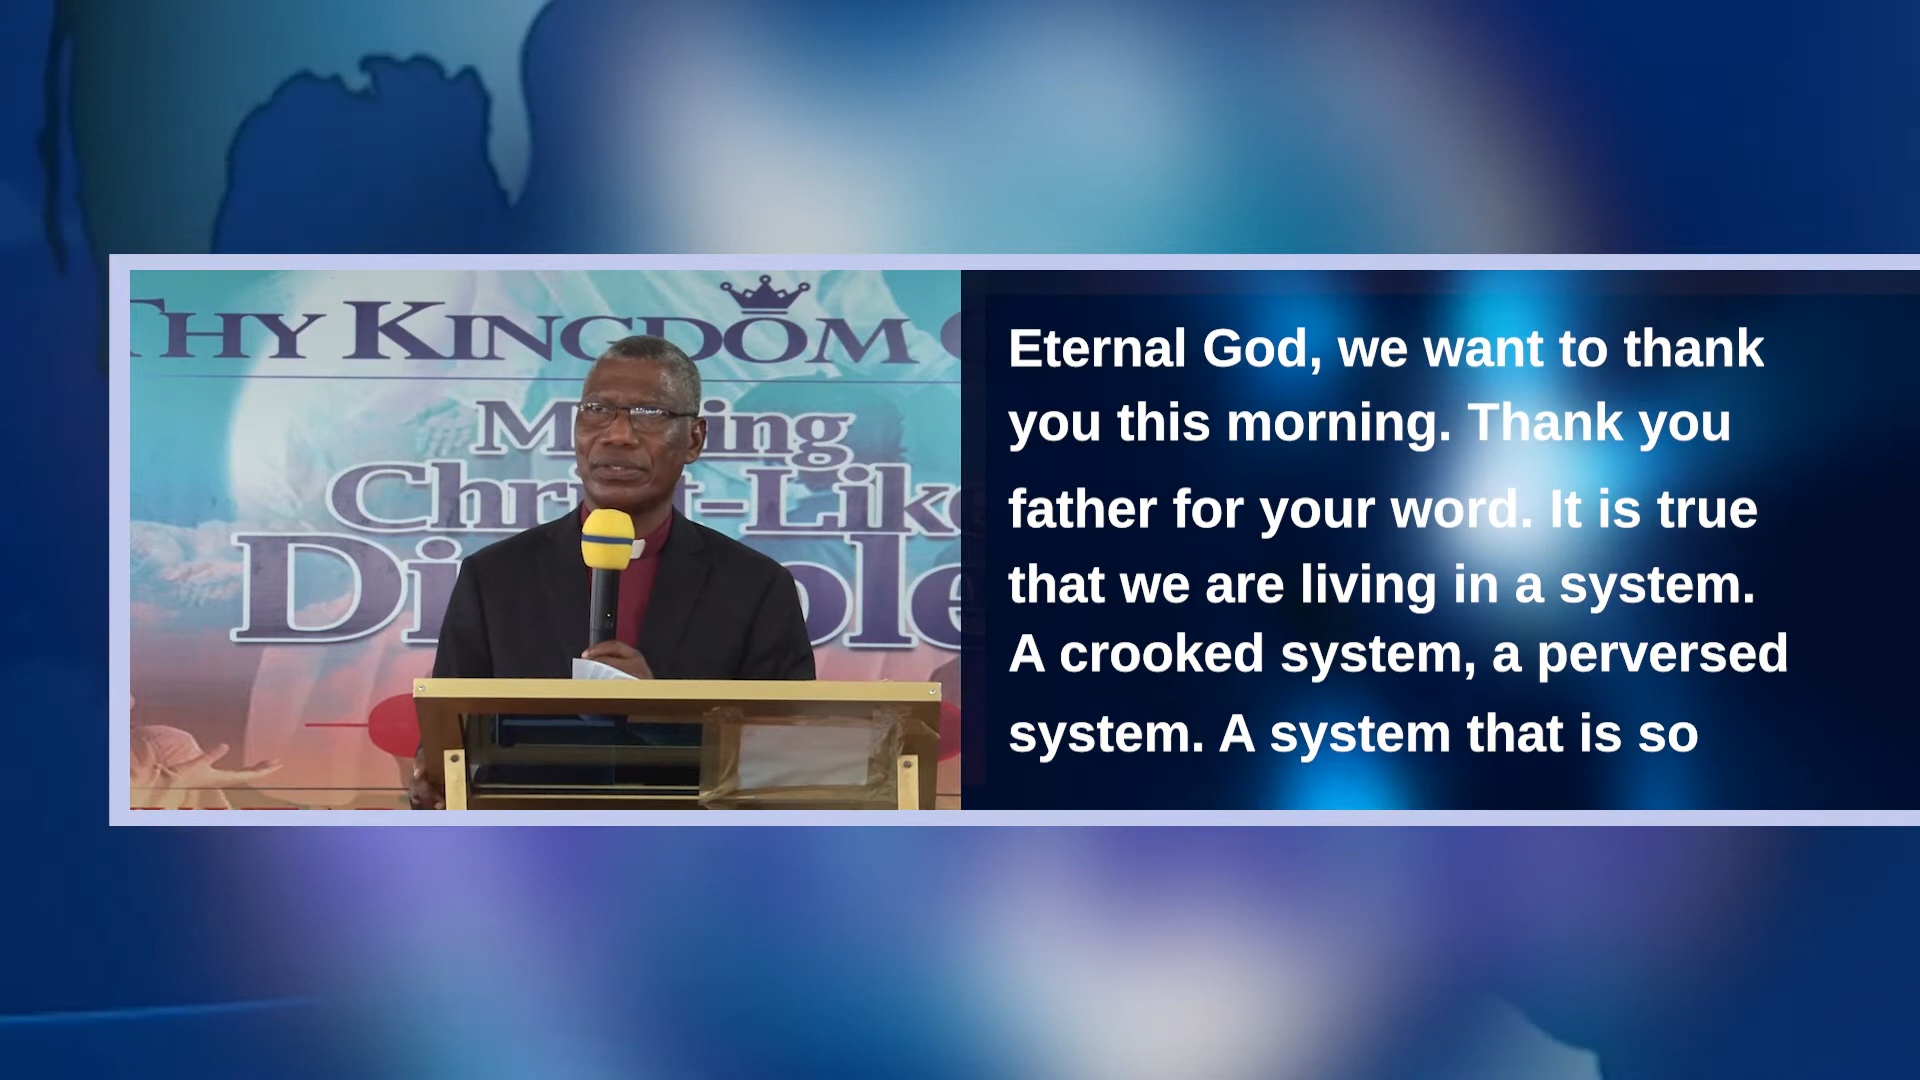 THY KINGDOM
Christ-Like
Eternal God, we want to thank
you this morning. Thank you
father for your word. It is true
that we are living in a system.
A crooked system, a perversed
system. A system that is so